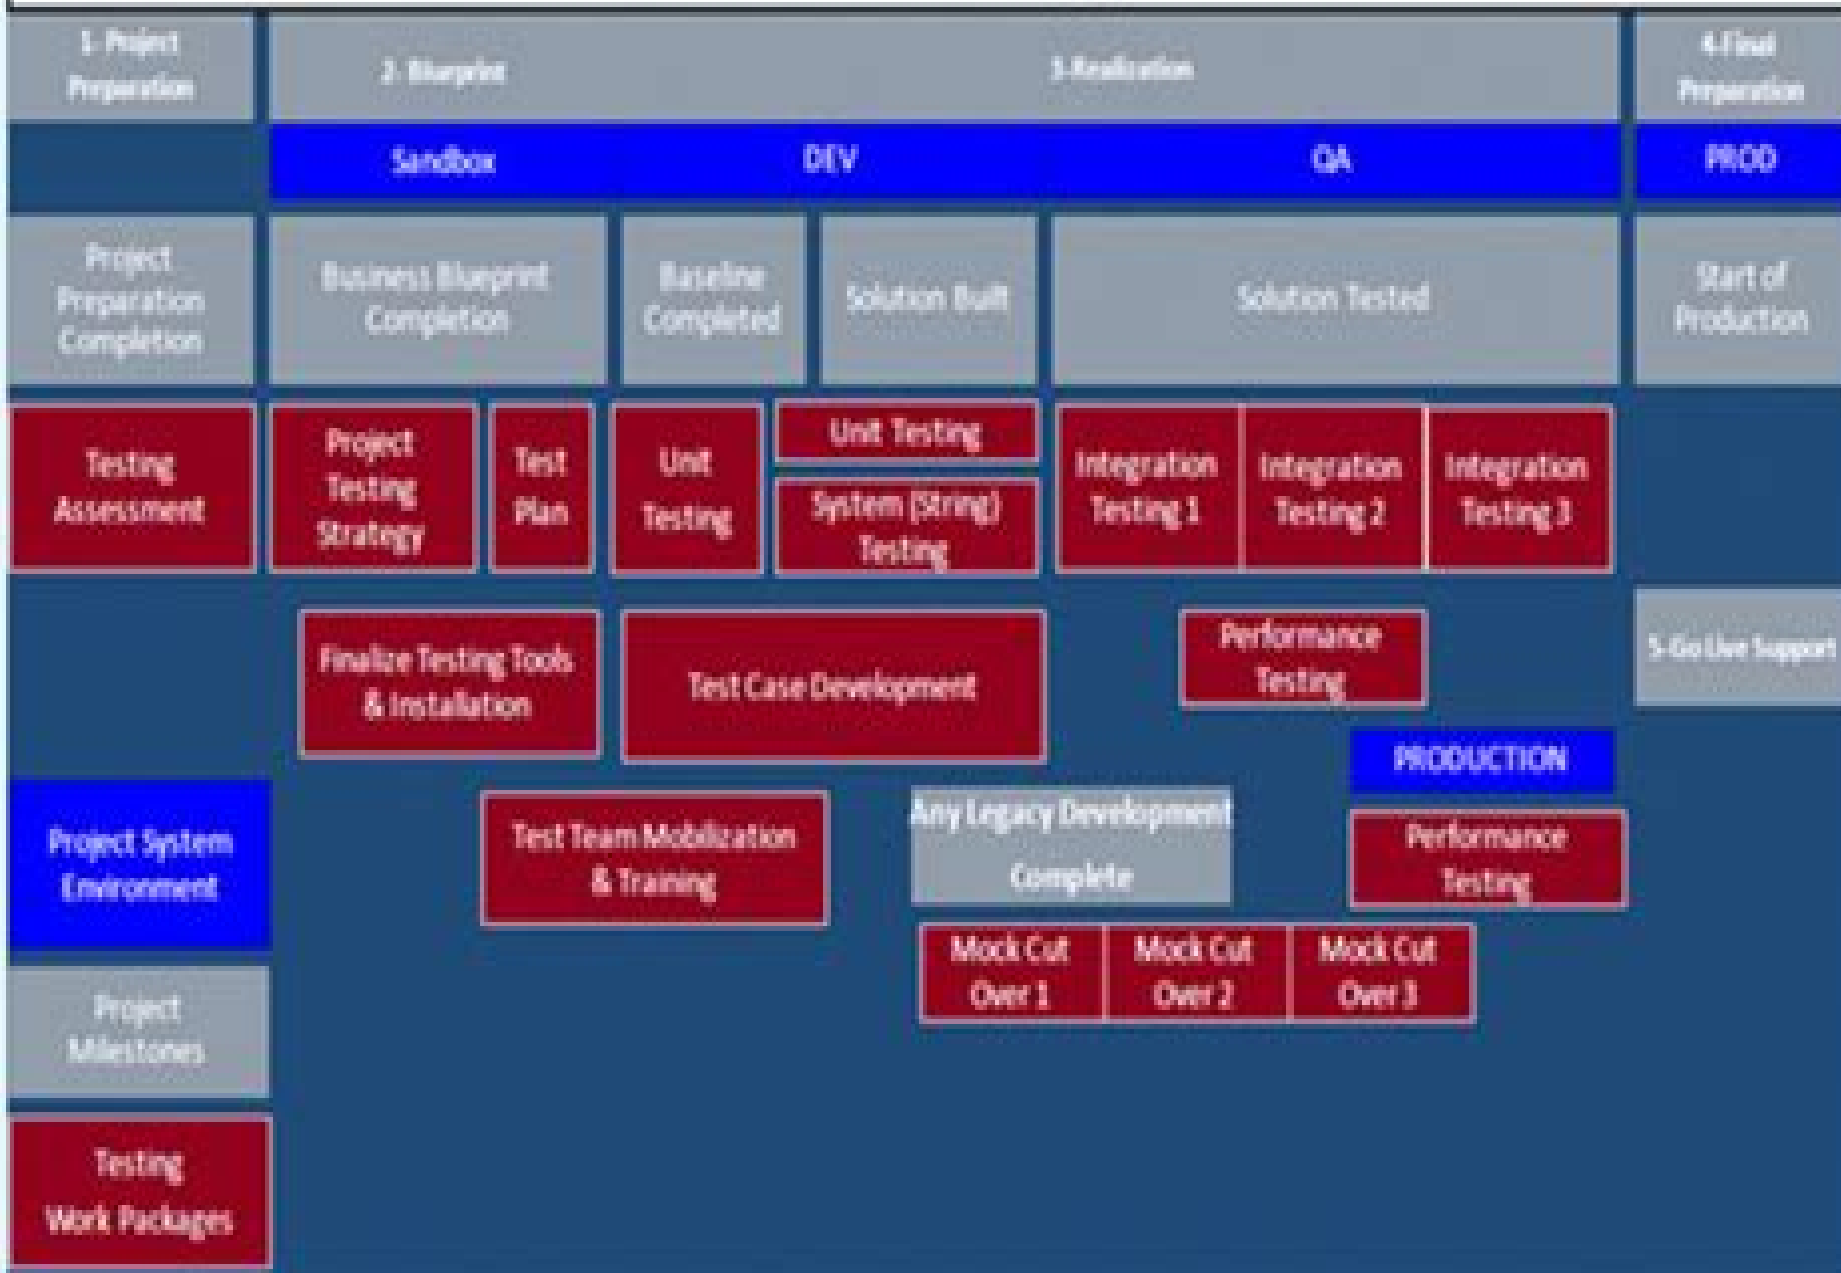 1- Project
Preparation
2- Blueprint
3-Realization
4-Final
Preparation
Sandbox
DEV
QA
PROD
Project
Preparation
Completion
Business Blueprint
Completion
Baseline
Completed
Solution Built
Solution Tested
Start of
Production
Testing
Assessment
Project
Testing
Strategy
Test
Plan
Unit
Testing
Unit Testing
System (String)
Testing
Integration
Testing 1
Integration
Testing 2
Integration
Testing 3
Finalize Testing Tools
& Installation
Test Case Development
Performance
Testing
5-Go Live Support
PRODUCTION
Project System
Environment
Test Team Mobilization
& Training
Any Legacy Development
Complete
Performance
Testing
Mock Cut
Over 1
Mock Cut
Over 2
Mock Cut
Over 3
Project
Milestones
Testing
Work Packages